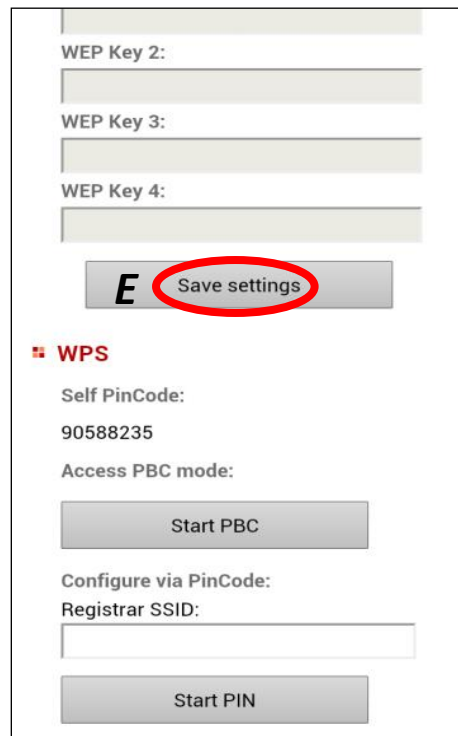 WEP Key 2:
WEP Key 3:
WEP Key 4:
E Save settings
WPS
Self PinCode:
90588235
Access PBC mode:
Start PBC
Configure via PinCode:
Registrar SSID:
Start PIN